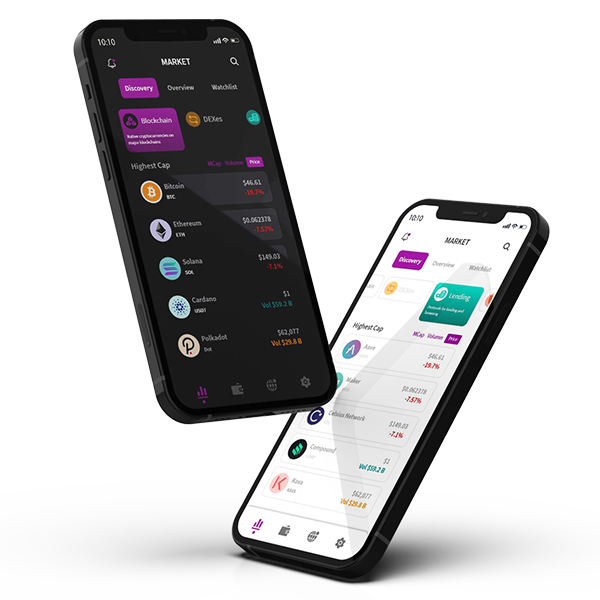 10:10
MARKET
Discovery Overview Watchlist
Blockchain
DEXes
Native cryptocurrencies on
major blockchains
Highest Cap
MCap Volume Price
Bitcoin $46.61
BTC -19.7%
Ethereum $0.062378
ETH -7.57%
Solana $149.03
SOL -7.1%
Cardano $1
USDT Vol $59.2 B
Polkadot $62,077
Dot Vol $29.8 B
10:10
MARKET
Discovery Overview Watchlist
DEXes
Lending
Protocols for lending and
borrowing
Highest Cap
MCap Volume Price
Aave $46.61
-19.7%
Maker $0.062378
-7.57%
Celsius Network $149.03
-7.1%
Compound $1
Vol $59.2 B
Kava $62,077
KAVA Vol $29.8 B